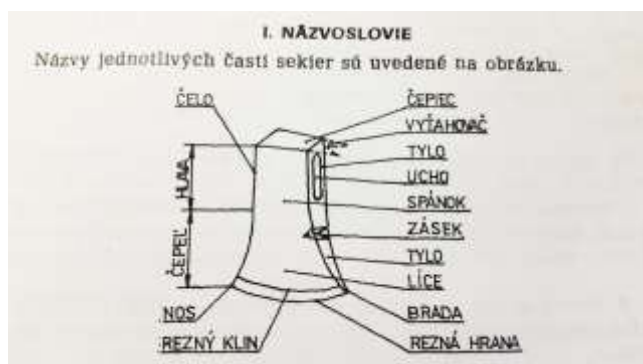 I. NÁZVOSLOVIE
Názvy jednotlivých častí sekier sú uvedené na obrázku.
ČELO
ČEPIEC
VYŤAHOVAČ
TYLO
UCHO
SPÁNOK
ZÁSEK
TYLO
LÍCE
HLAVA
ČEPEĽ
NOS
BRADA
REZNÝ KLIN
REZNÁ HRANA